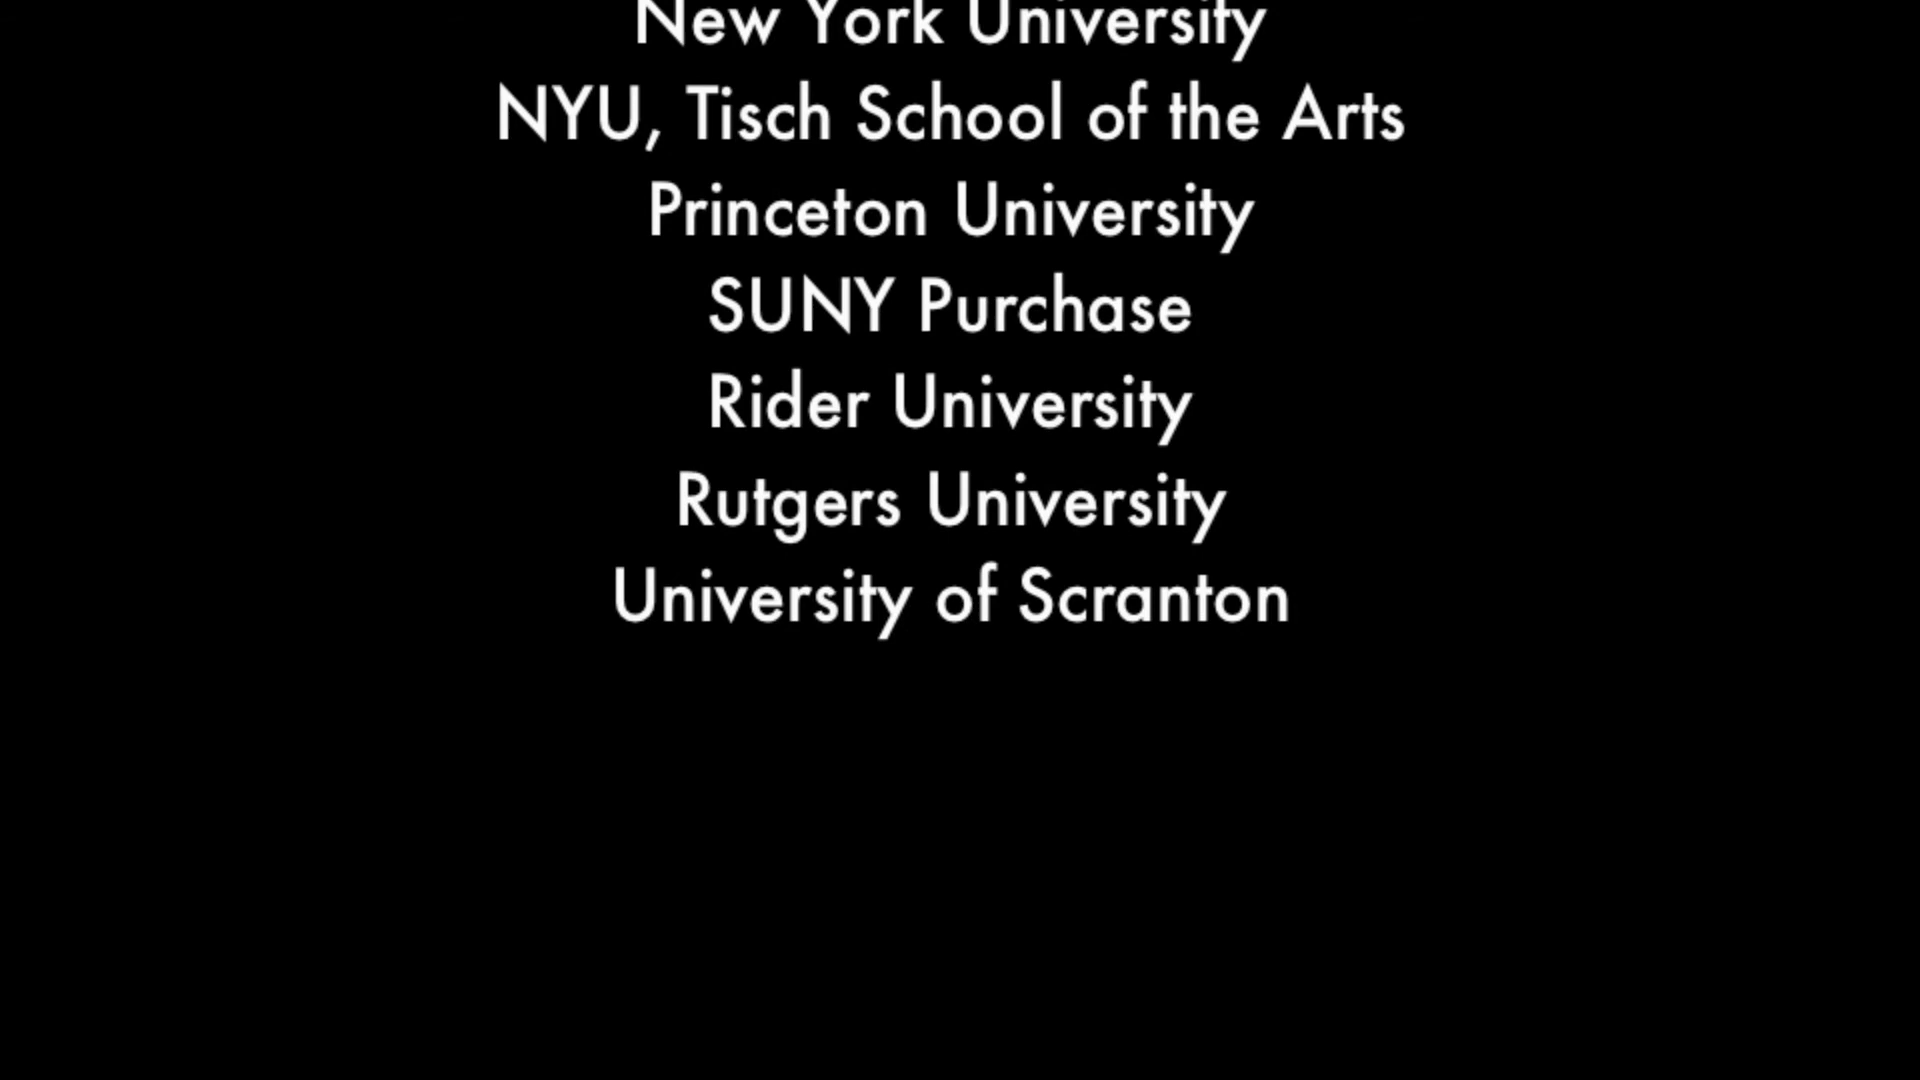 New York University
NYU, Tisch School of the Arts
Princeton University
SUNY Purchase
Rider University
Rutgers University
University of Scranton